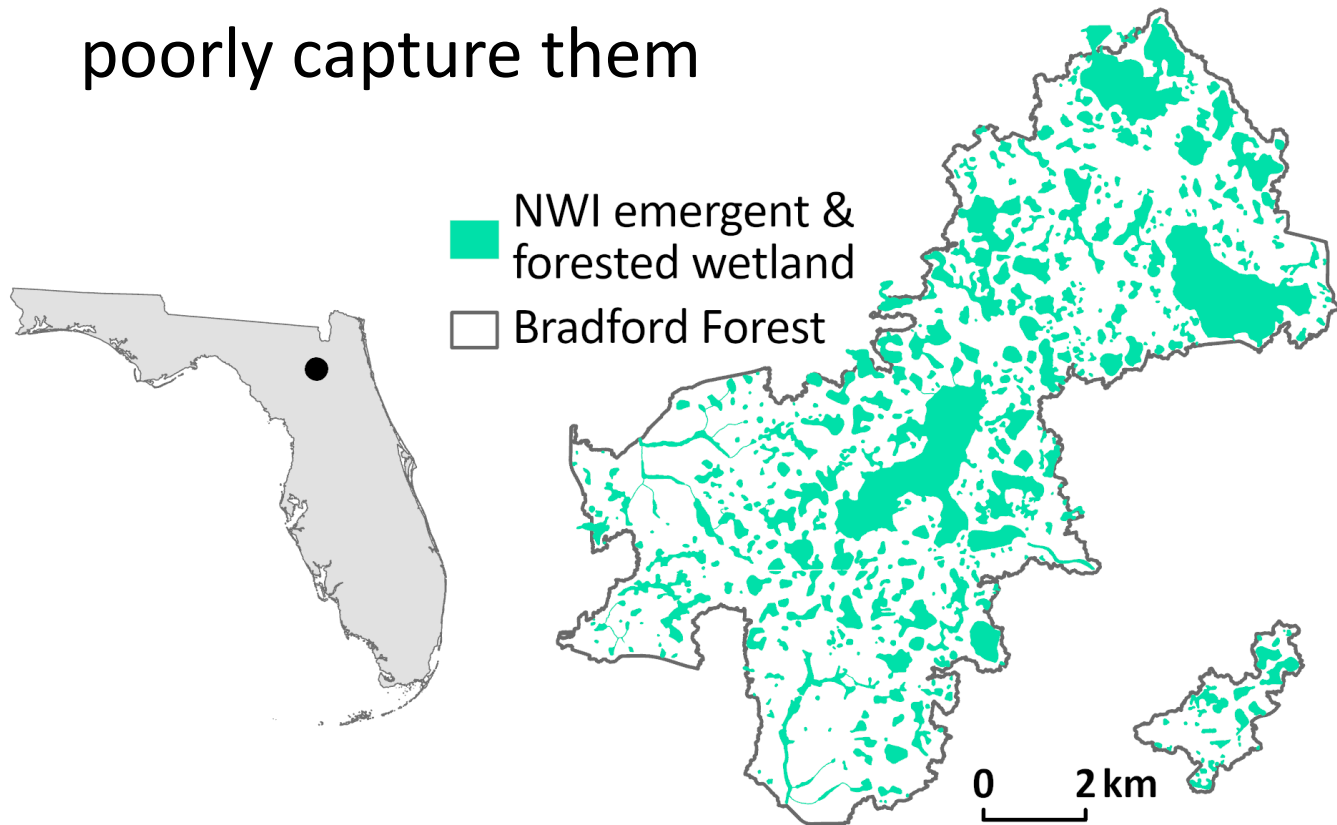 poorly capture them
NWI emergent &
forested wetland
Bradford Forest
0 2 km